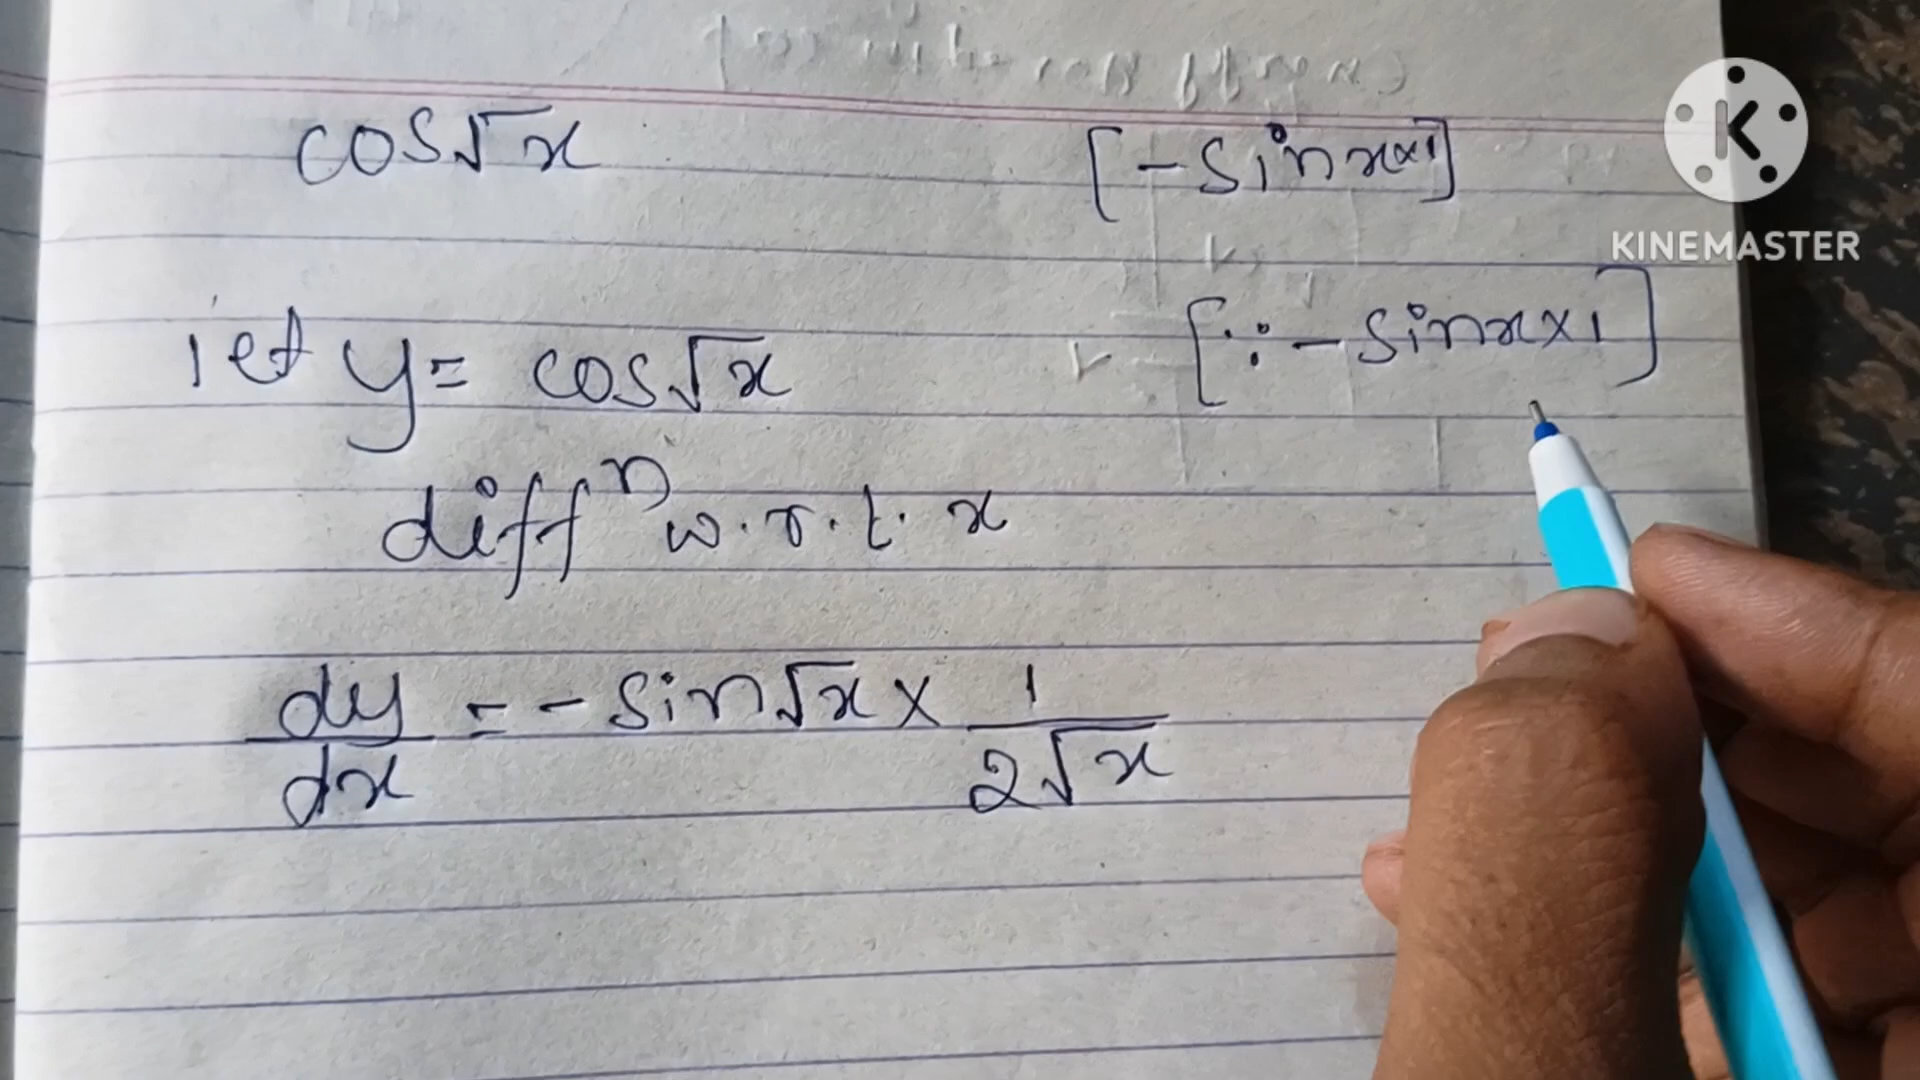 cos√x [-sinx×1]
K
KINEMASTER
let y = cos√x [∵ -sinx×1]
diffⁿ w.r.t. x
dy/dx = -sin√x × 1/2√x